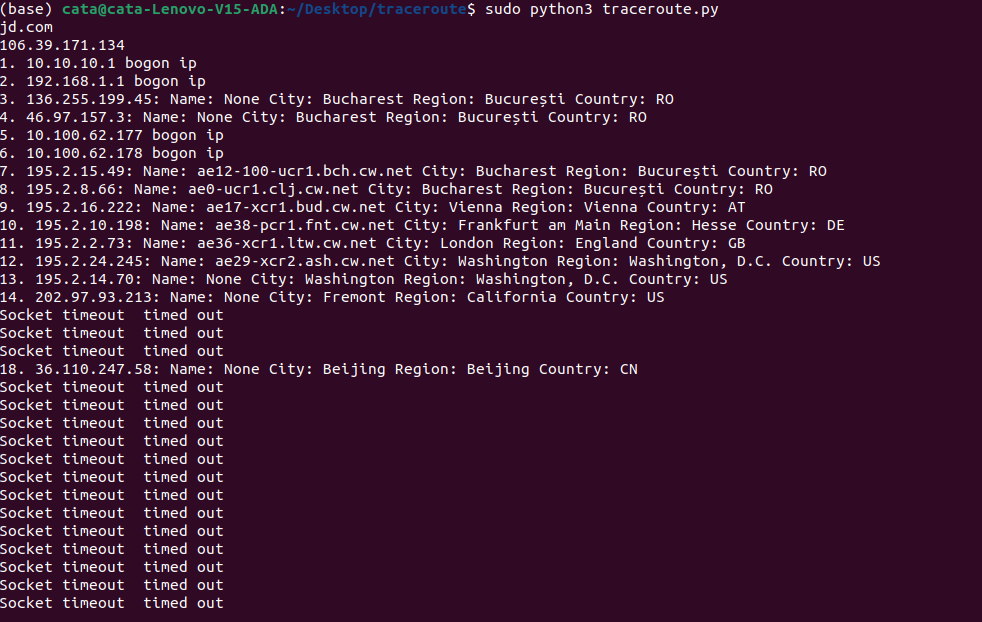 (base) cata@cata-Lenovo-V15-ADA:~/Desktop/traceroute$ sudo python3 traceroute.py
jd.com
106.39.171.134
1. 10.10.10.1 bogon ip
2. 192.168.1.1 bogon ip
3. 136.255.199.45: Name: None City: Bucharest Region: București Country: RO
4. 46.97.157.3: Name: None City: Bucharest Region: București Country: RO
5. 10.100.62.177 bogon ip
6. 10.100.62.178 bogon ip
7. 195.2.15.49: Name: ae12-100-ucr1.bch.cw.net City: Bucharest Region: București Country: RO
8. 195.2.8.66: Name: ae0-ucr1.clj.cw.net City: Bucharest Region: București Country: RO
9. 195.2.16.222: Name: ae17-xcr1.bud.cw.net City: Vienna Region: Vienna Country: AT
10. 195.2.10.198: Name: ae38-pcr1.fnt.cw.net City: Frankfurt am Main Region: Hesse Country: DE
11. 195.2.2.73: Name: ae36-xcr1.ltw.cw.net City: London Region: England Country: GB
12. 195.2.24.245: Name: ae29-xcr2.ash.cw.net City: Washington Region: Washington, D.C. Country: US
13. 195.2.14.70: Name: None City: Washington Region: Washington, D.C. Country: US
14. 202.97.93.213: Name: None City: Fremont Region: California Country: US
Socket timeout  timed out
Socket timeout  timed out
Socket timeout  timed out
18. 36.110.247.58: Name: None City: Beijing Region: Beijing Country: CN
Socket timeout  timed out
Socket timeout  timed out
Socket timeout  timed out
Socket timeout  timed out
Socket timeout  timed out
Socket timeout  timed out
Socket timeout  timed out
Socket timeout  timed out
Socket timeout  timed out
Socket timeout  timed out
Socket timeout  timed out
Socket timeout  timed out
Socket timeout  timed out